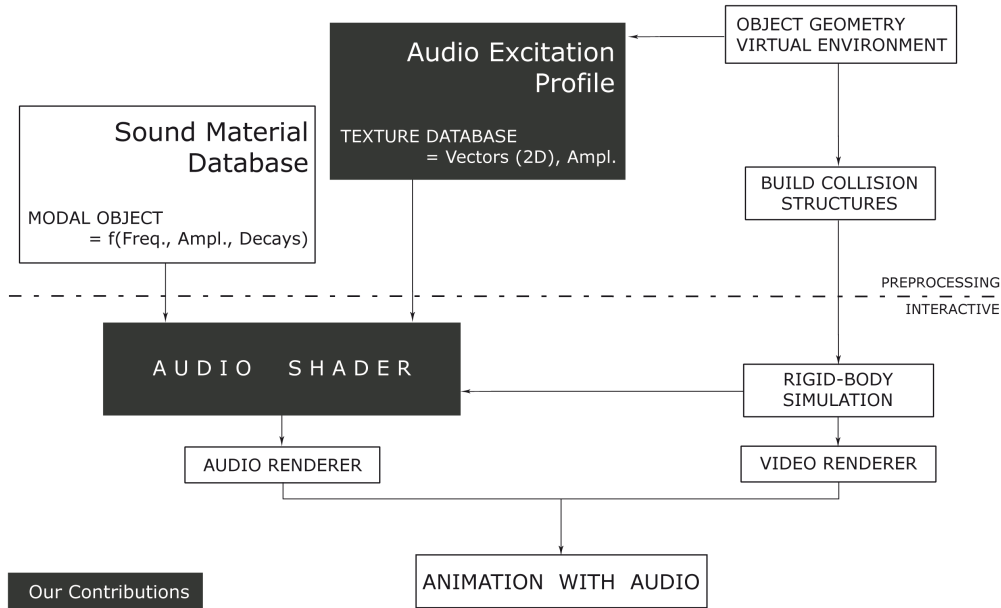 OBJECT GEOMETRY
VIRTUAL ENVIRONMENT
Audio Excitation
Profile
TEXTURE DATABASE
= Vectors (2D), Ampl.
Sound Material
Database
MODAL OBJECT
= f(Freq., Ampl., Decays)
BUILD COLLISION
STRUCTURES
PREPROCESSING
INTERACTIVE
AUDIO SHADER
RIGID-BODY
SIMULATION
AUDIO RENDERER
VIDEO RENDERER
ANIMATION WITH AUDIO
Our Contributions